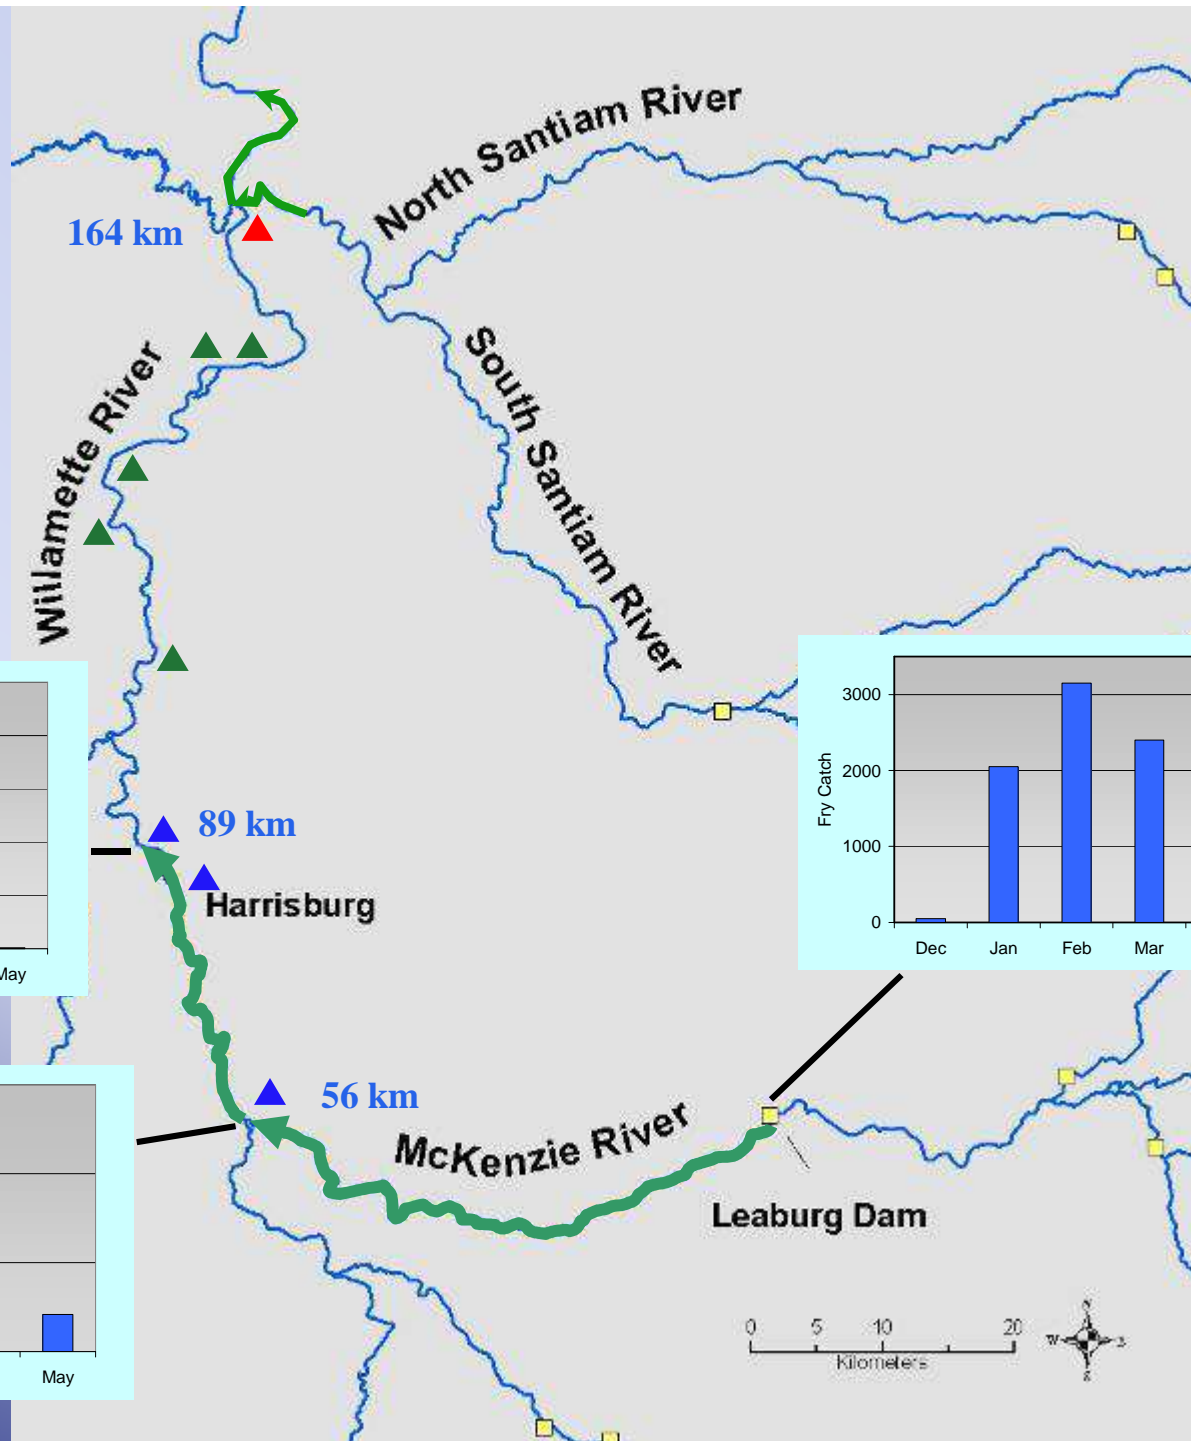 North Santiam River
164 km
Willamette River
South Santiam River
3000
2000
1000
0
Fry Catch
Dec Jan Feb Mar
89 km
Harrisburg
May
56 km
McKenzie River
Leaburg Dam
May
0 5 10 20
Kilometers
N
W
S